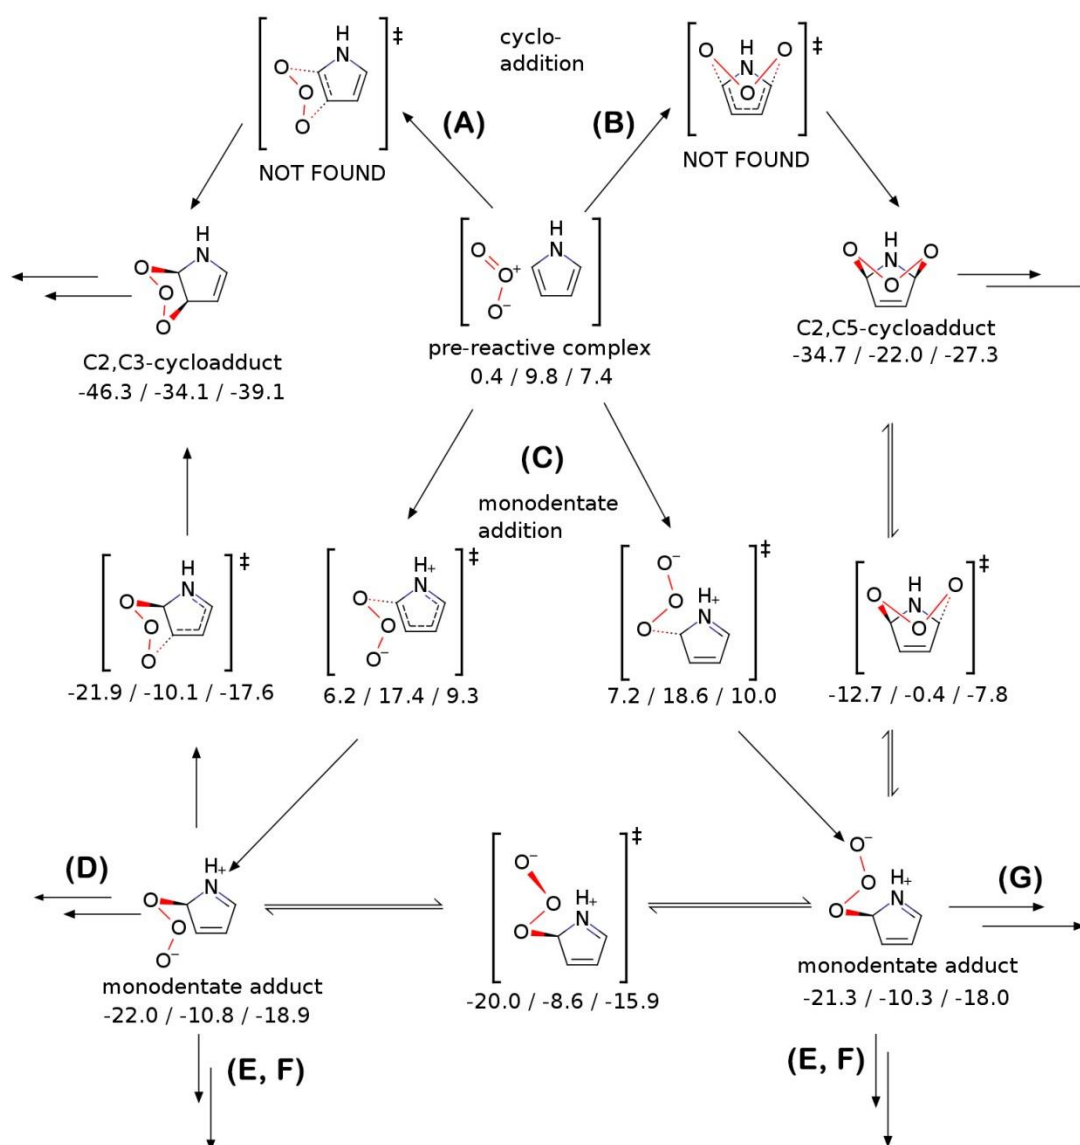 cyclo-
addition
(A)
(B)
NH
O
O
O
‡
NOT FOUND
H
N
O
O
O
‡
NOT FOUND
H
N
O
O
O
C2,C3-cycloadduct
-46.3 / -34.1 / -39.1
H
N
O
O+
O−
pre-reactive complex
0.4 / 9.8 / 7.4
H
N
O
O
O
C2,C5-cycloadduct
-34.7 / -22.0 / -27.3
(C)
monodentate
addition
H
N
O
O
O
‡
-21.9 / -10.1 / -17.6
H+
N
O
O
O−
‡
6.2 / 17.4 / 9.3
O−
O
O
H+
N
‡
7.2 / 18.6 / 10.0
H
N
O
O
O
‡
-12.7 / -0.4 / -7.8
(D)
H+
N
O
O
O−
monodentate adduct
-22.0 / -10.8 / -18.9
O−
O
O
H+
N
‡
-20.0 / -8.6 / -15.9
O−
O
O
H+
N
(G)
monodentate adduct
-21.3 / -10.3 / -18.0
(E, F)
(E, F)